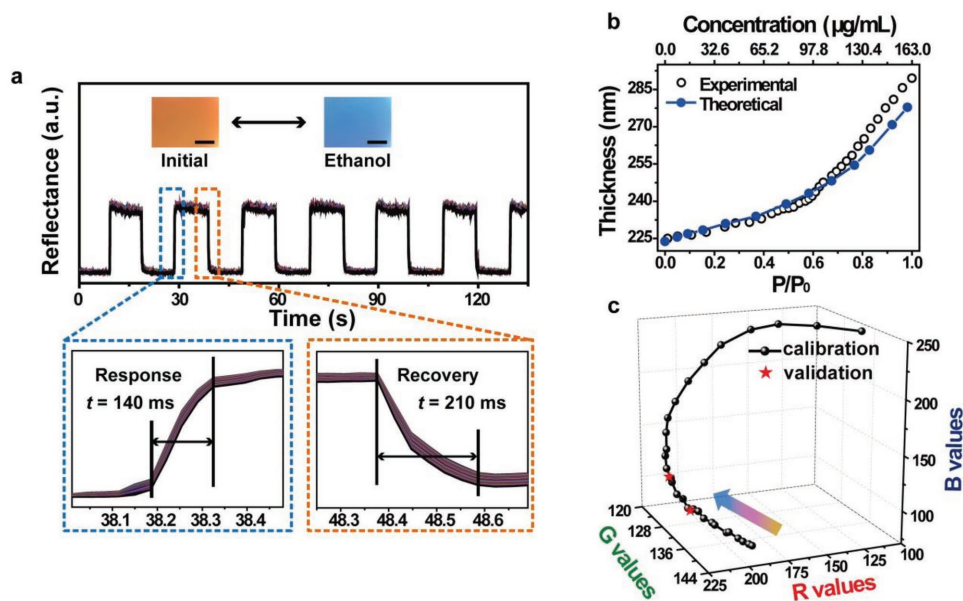 a
Reflectance (a.u.)
Initial
Ethanol
0
30
60
90
120
Time (s)
Response
t = 140 ms
38.1
38.2
38.3
38.4
Recovery
t = 210 ms
48.3
48.4
48.5
48.6
b
Concentration (µg/mL)
0.0
32.6
65.2
97.8
130.4
163.0
Experimental
Theoretical
Thickness (nm)
285
270
255
240
225
0.0
0.2
0.4
0.6
0.8
1.0
P/P₀
c
calibration
validation
250
200
150
100
B values
120
128
136
144
G values
225
200
175
150
125
100
R values